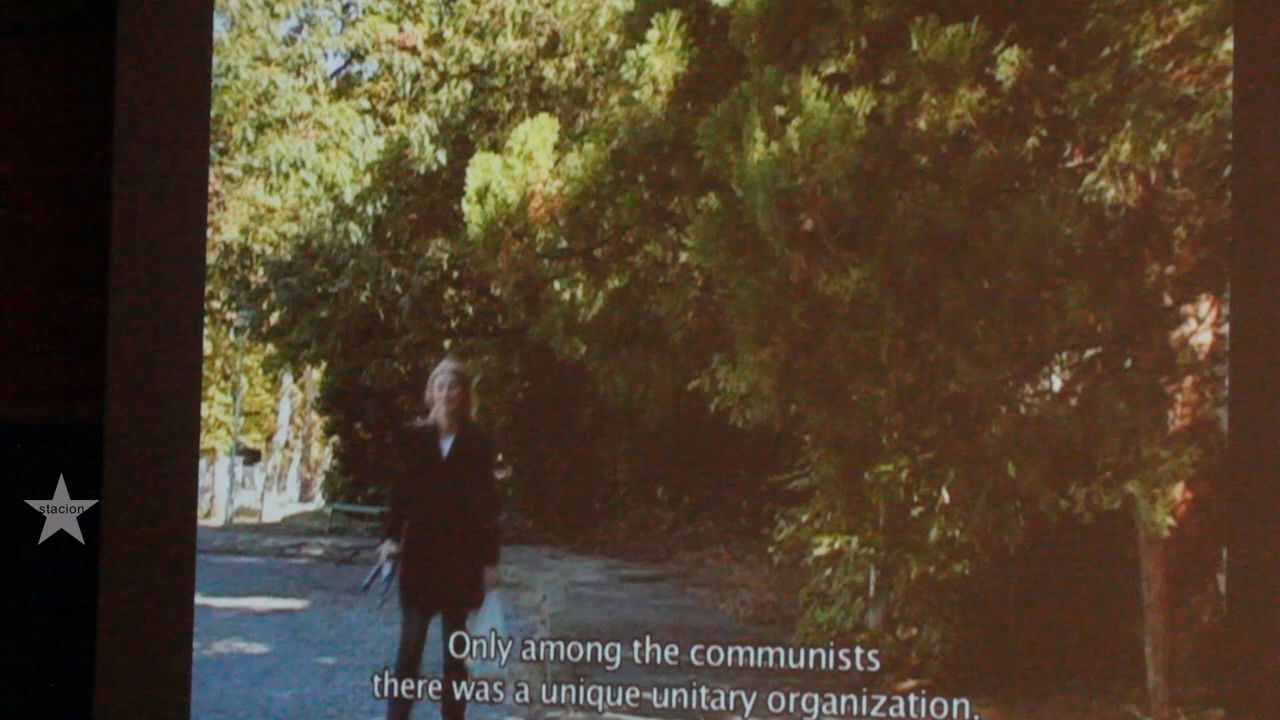 stacion
Only among the communists
there was a unique-unitary organization.